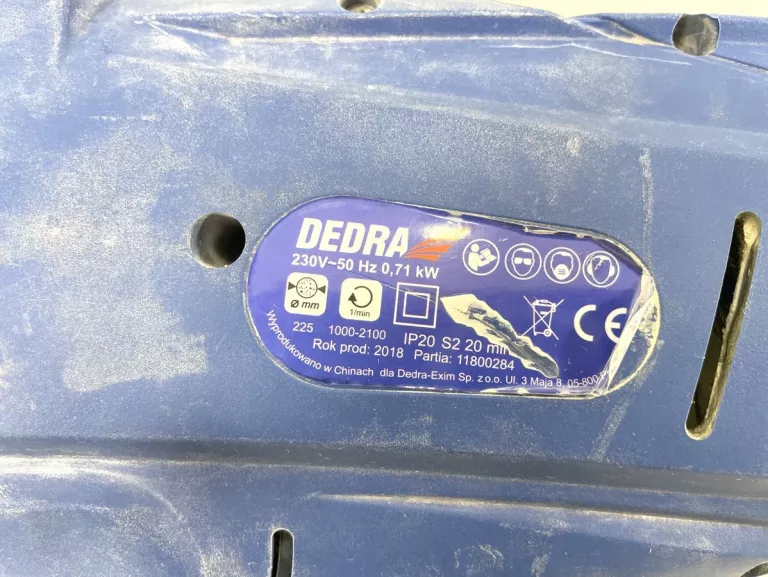 DEDRA
230V~50 Hz 0,71 kW
ø mm
1/min
225 1000-2100 IP20 S2 20 min
Rok prod: 2018 Partia: 11800284
Wyprodukowano w Chinach dla Dedra-Exim Sp. z.o.o. Ul. 3 Maja 8, 05-800
CE